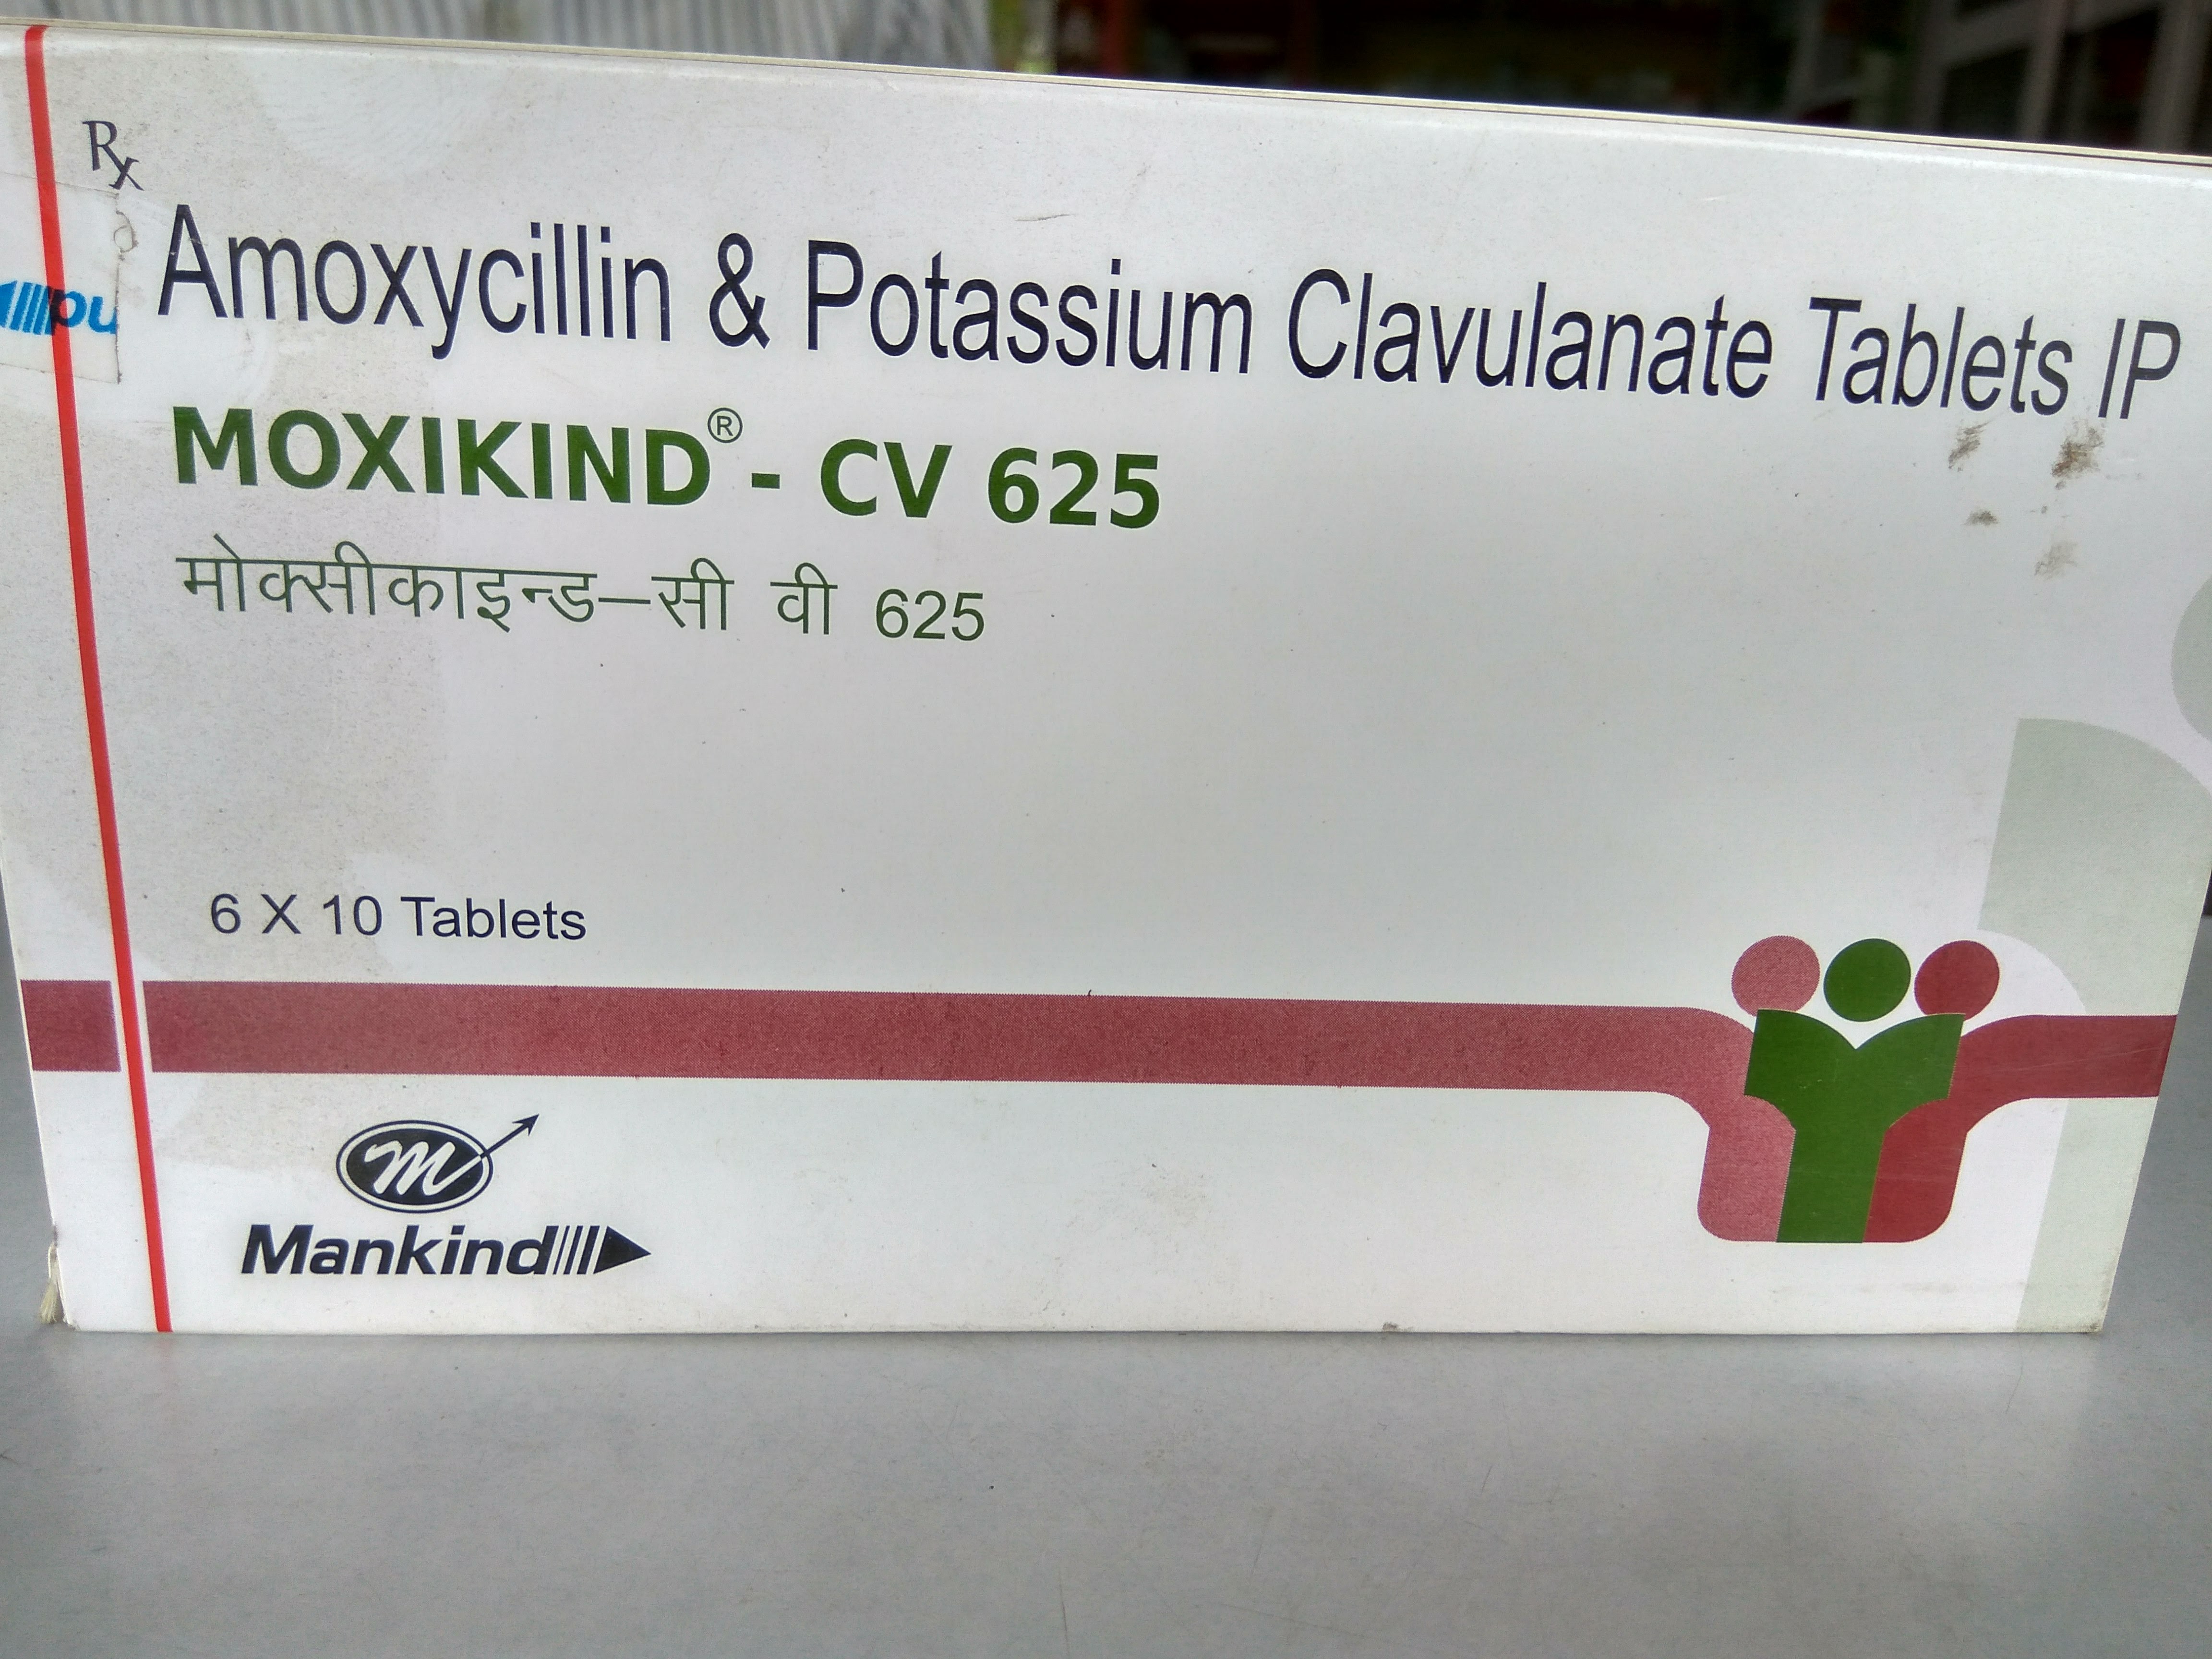 Rx
Amoxycillin & Potassium Clavulanate Tablets IP
MOXIKIND® - CV 625
मोक्सीकाइन्ड–सी वी 625
6 X 10 Tablets
m
Mankind